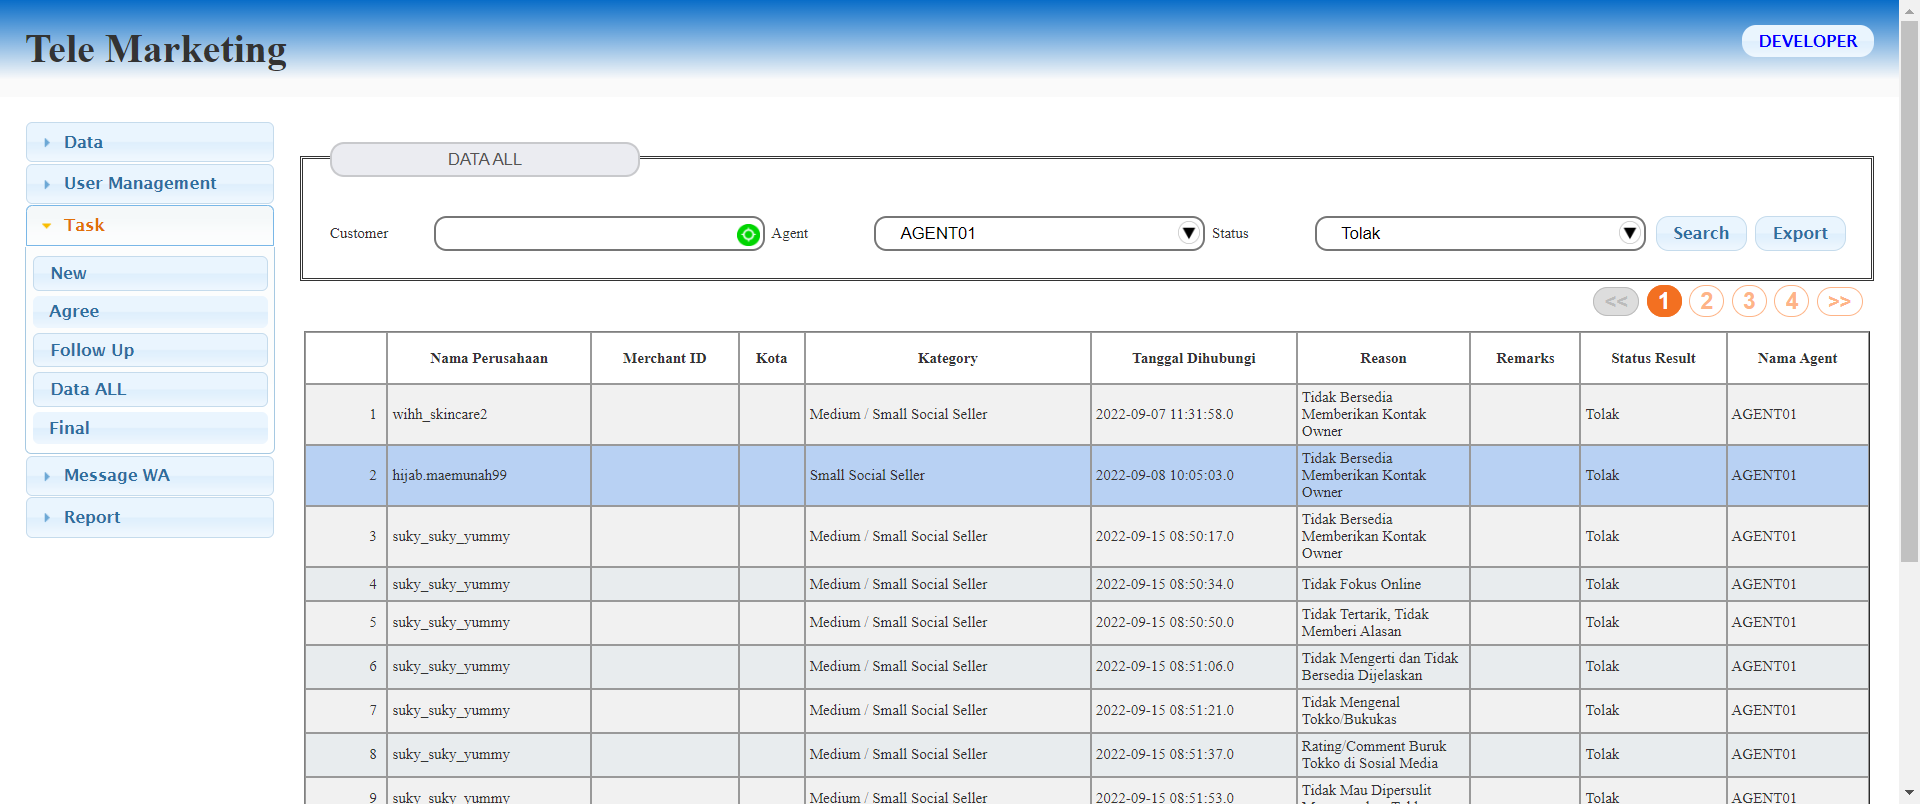 Tele Marketing
DEVELOPER
Data
User Management
Task
New
Agree
Follow Up
Data ALL
Final
Message WA
Report
DATA ALL
Customer
Agent
AGENT01
▼
Status
Tolak
▼
Search
Export
<< 1 2 3 4 >>
Nama Perusahaan Merchant ID Kota Kategory Tanggal Dihubungi Reason Remarks Status Result Nama Agent
1 wihh_skincare2 Medium / Small Social Seller 2022-09-07 11:31:58.0 Tidak Bersedia
Memberikan Kontak
Owner Tolak AGENT01
2 hijab.maemunah99 Small Social Seller 2022-09-08 10:05:03.0 Tidak Bersedia
Memberikan Kontak
Owner Tolak AGENT01
3 suky_suky_yummy Medium / Small Social Seller 2022-09-15 08:50:17.0 Tidak Bersedia
Memberikan Kontak
Owner Tolak AGENT01
4 suky_suky_yummy Medium / Small Social Seller 2022-09-15 08:50:34.0 Tidak Fokus Online Tolak AGENT01
5 suky_suky_yummy Medium / Small Social Seller 2022-09-15 08:50:50.0 Tidak Tertarik, Tidak
Memberi Alasan Tolak AGENT01
6 suky_suky_yummy Medium / Small Social Seller 2022-09-15 08:51:06.0 Tidak Mengerti dan Tidak
Bersedia Dijelaskan Tolak AGENT01
7 suky_suky_yummy Medium / Small Social Seller 2022-09-15 08:51:21.0 Tidak Mengenal
Tokko/Bukukas Tolak AGENT01
8 suky_suky_yummy Medium / Small Social Seller 2022-09-15 08:51:37.0 Rating/Comment Buruk
Tokko di Sosial Media Tolak AGENT01
9 suky_suky_yummy Medium / Small Social Seller 2022-09-15 08:51:53.0 Tidak Mau Dipersulit
Tolak AGENT01